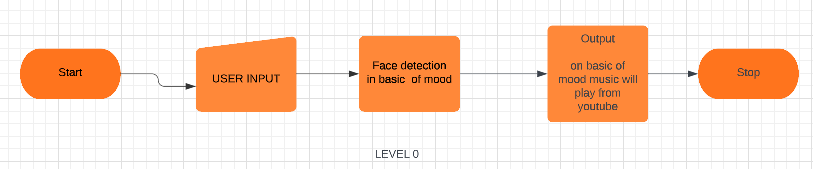 Start
USER INPUT
Face detection
in basic of mood
Output
on basic of
mood music will
play from
youtube
Stop
LEVEL 0